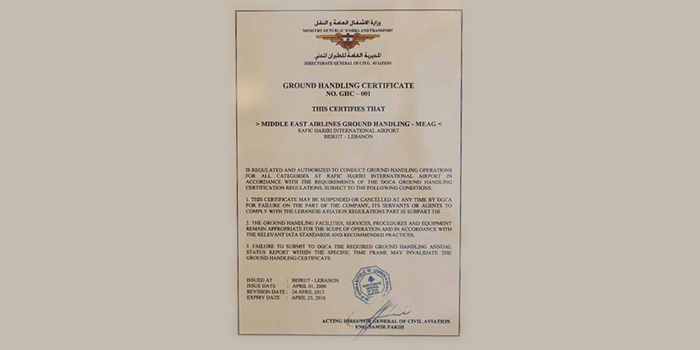 وزارة الاشغال العامة و النقل
MINISTRY OF PUBLIC WORKS AND TRANSPORT
المديرية العامة للطيران المدني
DIRECTORATE GENERAL OF CIVIL AVIATION
GROUND HANDLING CERTIFICATE
NO. GHC – 001
THIS CERTIFIES THAT
> MIDDLE EAST AIRLINES GROUND HANDLING - MEAG <
RAFIC HARIRI INTERNATIONAL AIRPORT
BEIRUT – LEBANON
IS REGULATED AND AUTHORIZED TO CONDUCT GROUND HANDLING OPERATIONS
FOR ALL CATEGORIES AT RAFIC HARIRI INTERNATIONAL AIRPORT IN
ACCORDANCE WITH THE REQUIREMENTS OF THE DGCA GROUND HANDLING
CERTIFICATION REGULATIONS, SUBJECT TO THE FOLLOWING CONDITIONS.
1. THIS CERTIFICATE MAY BE SUSPENDED OR CANCELLED AT ANY TIME BY DGCA
FOR FAILURE ON THE PART OF THE COMPANY, ITS SERVANTS OR AGENTS TO
COMPLY WITH THE LEBANESE AVIATION REGULATIONS PART III SUBPART 310.
2. THE GROUND HANDLING FACILITIES, SERVICES, PROCEDURES AND EQUIPMENT
REMAIN APPROPRIATE FOR THE SCOPE OF OPERATION AND IN ACCORDANCE WITH
THE RELEVANT IATA STANDARDS AND RECOMMENDED PRACTICES.
3. FAILURE TO SUBMIT TO DGCA THE REQUIRED GROUND HANDLING ANNUAL
STATUS REPORT WITHIN THE SPECIFIC TIME FRAME MAY INVALIDATE THE
GROUND HANDLING CERTIFICATE.
ISSUED AT : BEIRUT - LEBANON
ISSUE DATE : APRIL 01, 2006
REVISION DATE : 24 APRIL 2015
EXPIRY DATE : APRIL 23, 2016
ACTING DIRECTOR GENERAL OF CIVIL AVIATION
ENG. SAMIR FAKIH